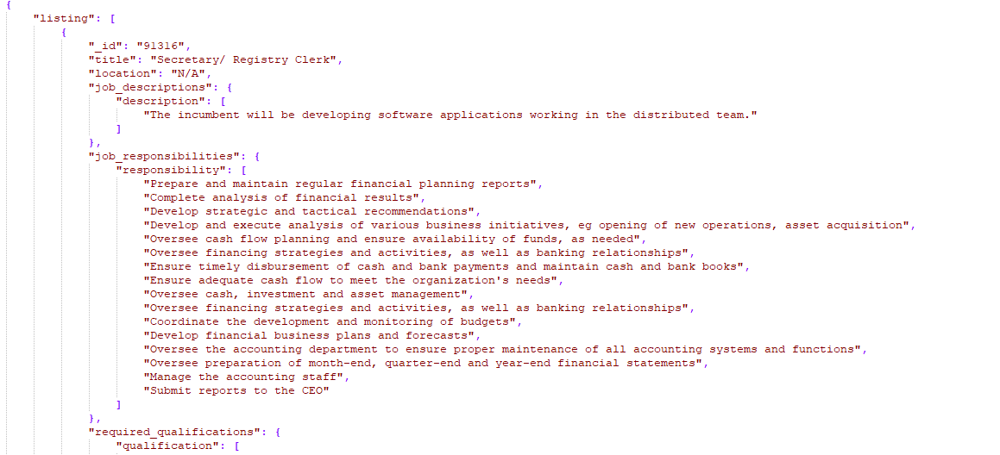 {
"listing": [
{
"_id": "91316",
"title": "Secretary/ Registry Clerk",
"location": "N/A",
"job_descriptions": {
"description": [
"The incumbent will be developing software applications working in the distributed team."
]
},
"job_responsibilities": {
"responsibility": [
"Prepare and maintain regular financial planning reports",
"Complete analysis of financial results",
"Develop strategic and tactical recommendations",
"Develop and execute analysis of various business initiatives, eg opening of new operations, asset acquisition",
"Oversee cash flow planning and ensure availability of funds, as needed",
"Oversee financing strategies and activities, as well as banking relationships",
"Ensure timely disbursement of cash and bank payments and maintain cash and bank books",
"Ensure adequate cash flow to meet the organization's needs",
"Oversee cash, investment and asset management",
"Oversee financing strategies and activities, as well as banking relationships",
"Coordinate the development and monitoring of budgets",
"Develop financial business plans and forecasts",
"Oversee the accounting department to ensure proper maintenance of all accounting systems and functions",
"Oversee preparation of month-end, quarter-end and year-end financial statements",
"Manage the accounting staff",
"Submit reports to the CEO"
]
},
"required_qualifications": {
"qualification": [